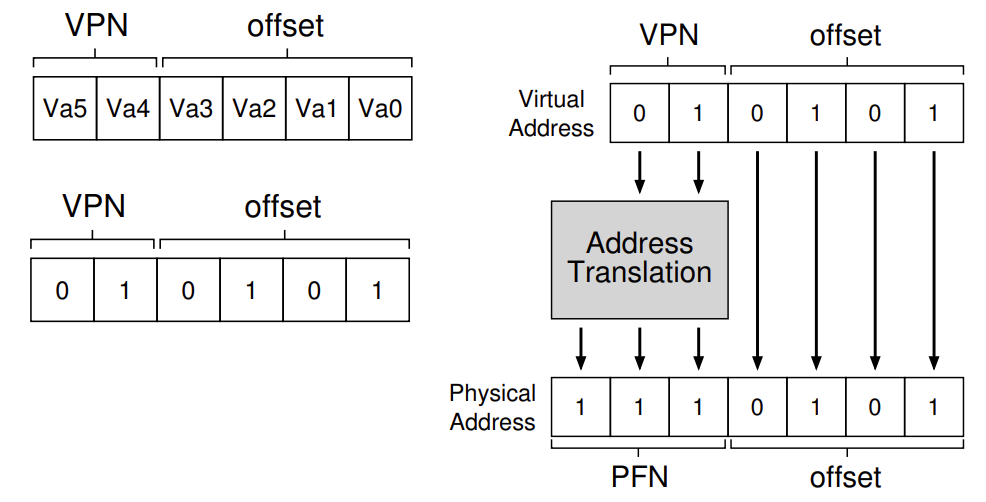 VPN offset
Va5 Va4 Va3 Va2 Va1 Va0
VPN offset
0 1 0 1 0 1
VPN offset
Virtual
Address
0 1 0 1 0 1
Address
Translation
Physical
Address
1 1 1 0 1 0 1
PFN offset